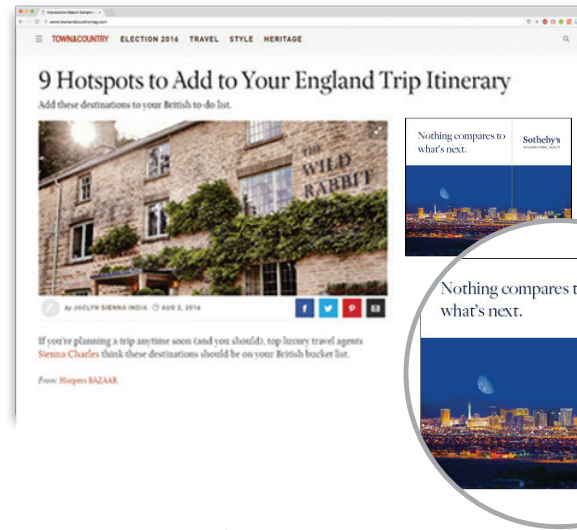 www.townandcountrymag.com
TOWN&COUNTRY ELECTION 2016 TRAVEL STYLE HERITAGE
9 Hotspots to Add to Your England Trip Itinerary
Add these destinations to your British to-do list.
THE
WILD
RABBIT
Nothing compares to
what's next.
Sotheby's
INTERNATIONAL REALTY
By JACLYN SIENNA INDIA AUG 2, 2016
If you're planning a trip anytime soon (and you should), top luxury travel agents
Sienna Charles think these destinations should be on your British bucket list.
From: Harpers BAZAAR
Nothing compares t
what's next.